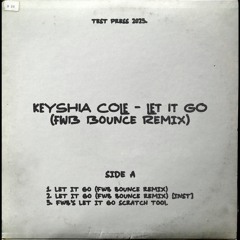 TEST PRESS 2025.
KEYSHIA COLE - LET IT GO
(FWB BOUNCE REMIX)
SIDE A
1. LET IT GO (FWB BOUNCE REMIX)
2. LET IT GO (FWB BOUNCE REMIX) [INST]
3. FWB'S LET IT GO SCRATCH TOOL